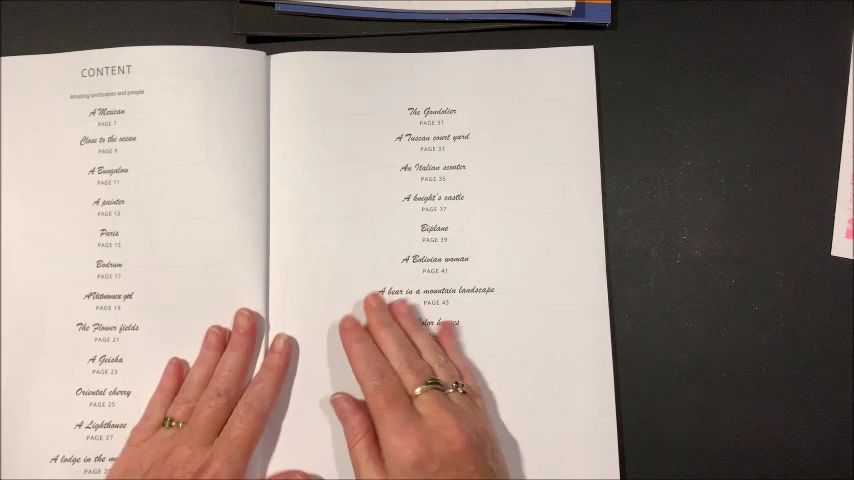 CONTENT
Amazing landscapes and people
A Mexican
PAGE 7
Close to the ocean
PAGE 9
A Bungalow
PAGE 11
A painter
PAGE 13
Paris
PAGE 15
Bodrum
PAGE 17
A Vietnamese girl
PAGE 19
The Flower fields
PAGE 21
A Geisha
PAGE 23
Oriental cherry
PAGE 25
A Lighthouse
PAGE 27
A lodge in the
PAGE
The Gondolier
PAGE 31
A Tuscan court yard
PAGE 33
An Italian scooter
PAGE 35
A knight's castle
PAGE 37
Biplane
PAGE 39
A Bolivian woman
PAGE 41
A bear in a mountain landscape
PAGE 43